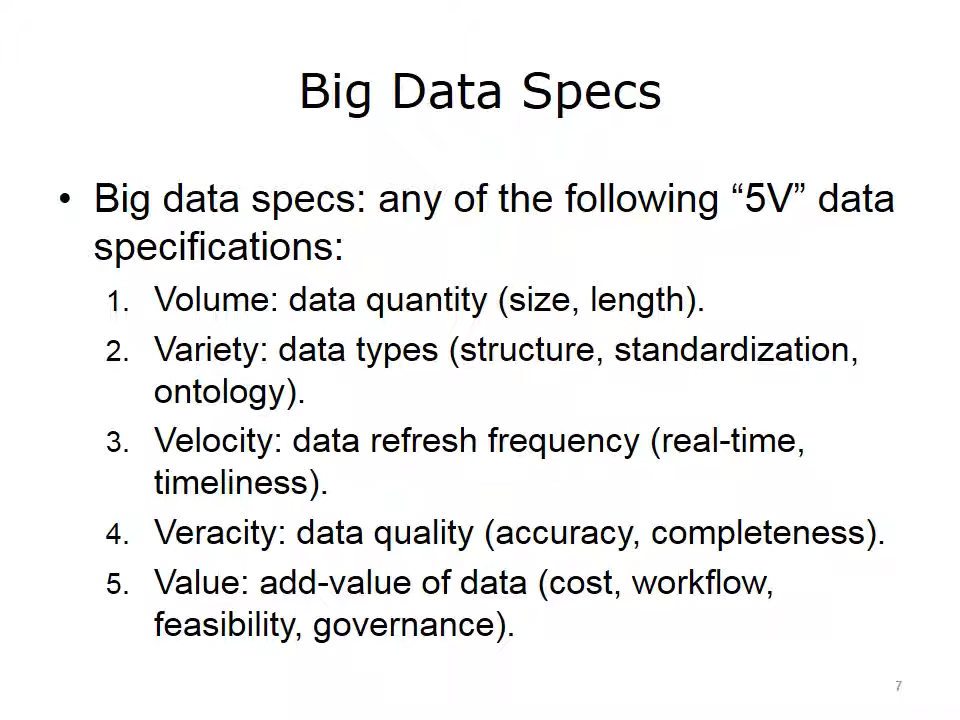 Big Data Specs
• Big data specs: any of the following “5V” data
specifications:
1. Volume: data quantity (size, length).
2. Variety: data types (structure, standardization,
ontology).
3. Velocity: data refresh frequency (real-time,
timeliness).
4. Veracity: data quality (accuracy, completeness).
5. Value: add-value of data (cost, workflow,
feasibility, governance).
7